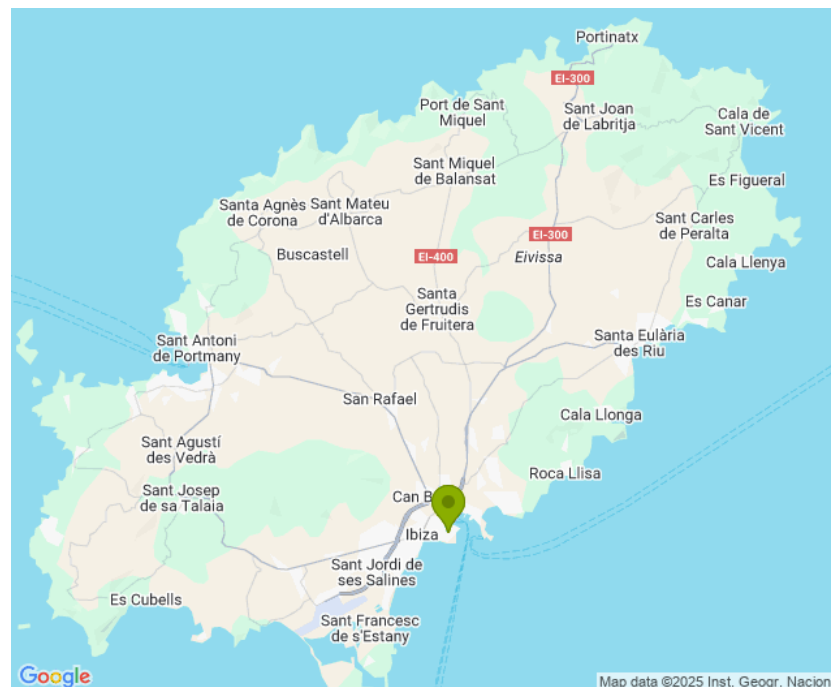 Portinatx
EI-300
Port de Sant
Miquel
Sant Joan
de Labritja
Cala de
Sant Vicent
Sant Miquel
de Balansat
Es Figueral
Santa Agnès
de Corona
Sant Mateu
d'Albarca
Sant Carles
de Peralta
EI-300
Buscastell
EI-400
Eivissa
Cala Llenya
Santa
Gertrudis
de Fruitera
Es Canar
Sant Antoni
de Portmany
Santa Eulària
des Riu
San Rafael
Cala Llonga
Sant Agustí
des Vedrà
Roca Llisa
Sant Josep
de sa Talaia
Can B
Ibiza
Sant Jordi de
ses Salines
Es Cubells
Sant Francesc
de s'Estany
Google
Map data ©2025 Inst. Geogr. Nacion